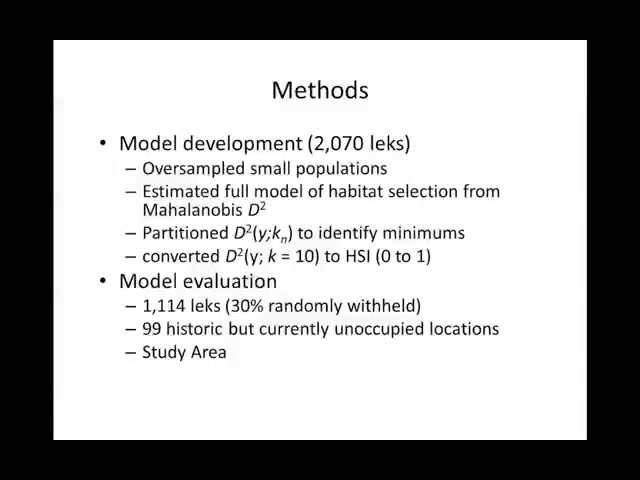 Methods
• Model development (2,070 leks)
– Oversampled small populations
– Estimated full model of habitat selection from
Mahalanobis D²
– Partitioned D²(y;kₙ) to identify minimums
– converted D²(y; k = 10) to HSI (0 to 1)
• Model evaluation
– 1,114 leks (30% randomly withheld)
– 99 historic but currently unoccupied locations
– Study Area